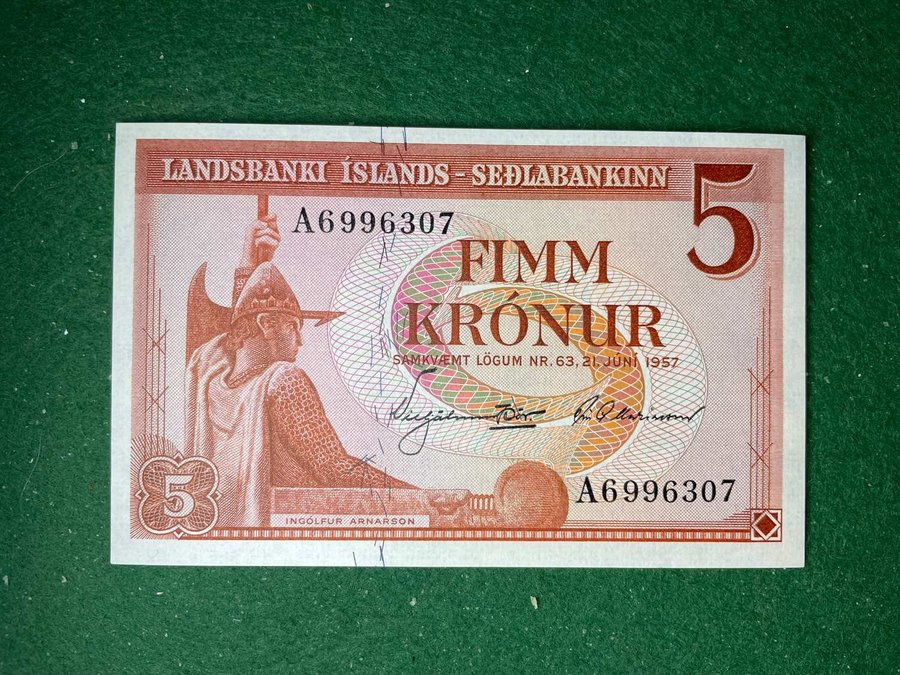 LANDSBANKI ÍSLANDS - SEÐLABANKINN
5
A6996307
FIMM
KRÓNUR
SAMKVÆMT LÖGUM NR. 63, 21. JÚNÍ 1957
A6996307
5
INGÓLFUR ARNARSON